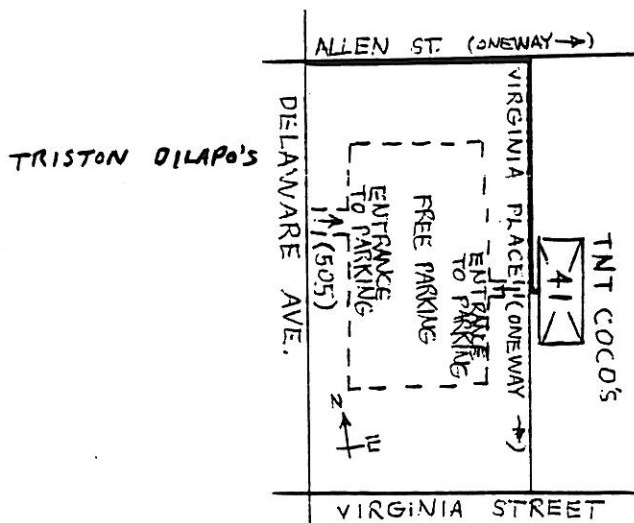 ALLEN ST. (ONEWAY→)
VIRGINIA PLACE (ONEWAY →)
DELAWARE AVE.
TRISTON DILAPO'S
ENTRANCE
TO PARKING
(505)
FREE PARKING
ENTRANCE
TO PARKING
41
TNT COCO'S
N
E
VIRGINIA STREET